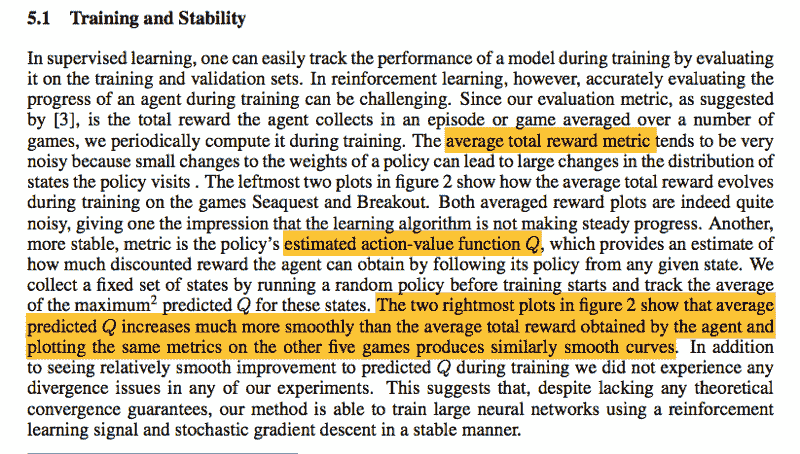 5.1 Training and Stability
In supervised learning, one can easily track the performance of a model during training by evaluating
it on the training and validation sets. In reinforcement learning, however, accurately evaluating the
progress of an agent during training can be challenging. Since our evaluation metric, as suggested
by [3], is the total reward the agent collects in an episode or game averaged over a number of
games, we periodically compute it during training. The average total reward metric tends to be very
noisy because small changes to the weights of a policy can lead to large changes in the distribution of
states the policy visits . The leftmost two plots in figure 2 show how the average total reward evolves
during training on the games Seaquest and Breakout. Both averaged reward plots are indeed quite
noisy, giving one the impression that the learning algorithm is not making steady progress. Another,
more stable, metric is the policy's estimated action-value function Q, which provides an estimate of
how much discounted reward the agent can obtain by following its policy from any given state. We
collect a fixed set of states by running a random policy before training starts and track the average
of the maximum² predicted Q for these states. The two rightmost plots in figure 2 show that average
predicted Q increases much more smoothly than the average total reward obtained by the agent and
plotting the same metrics on the other five games produces similarly smooth curves. In addition
to seeing relatively smooth improvement to predicted Q during training we did not experience any
divergence issues in any of our experiments. This suggests that, despite lacking any theoretical
convergence guarantees, our method is able to train large neural networks using a reinforcement
learning signal and stochastic gradient descent in a stable manner.